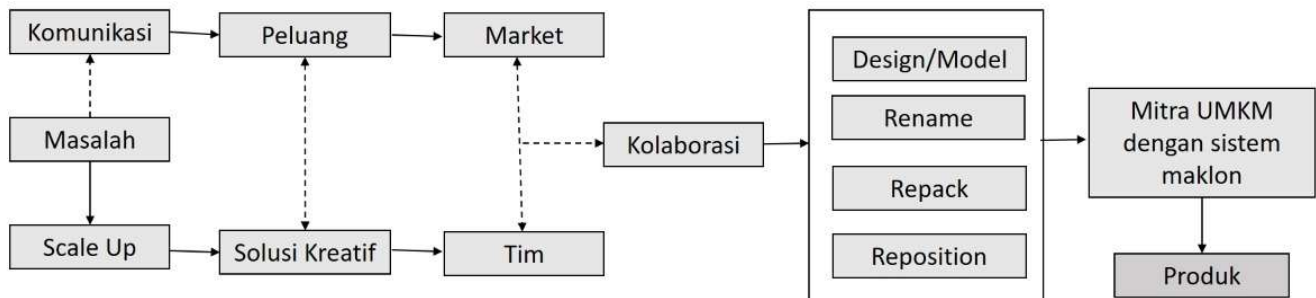 Komunikasi
Peluang
Market
Masalah
Scale Up
Solusi Kreatif
Tim
Kolaborasi
Design/Model
Rename
Repack
Reposition
Mitra UMKM
dengan sistem
maklon
Produk